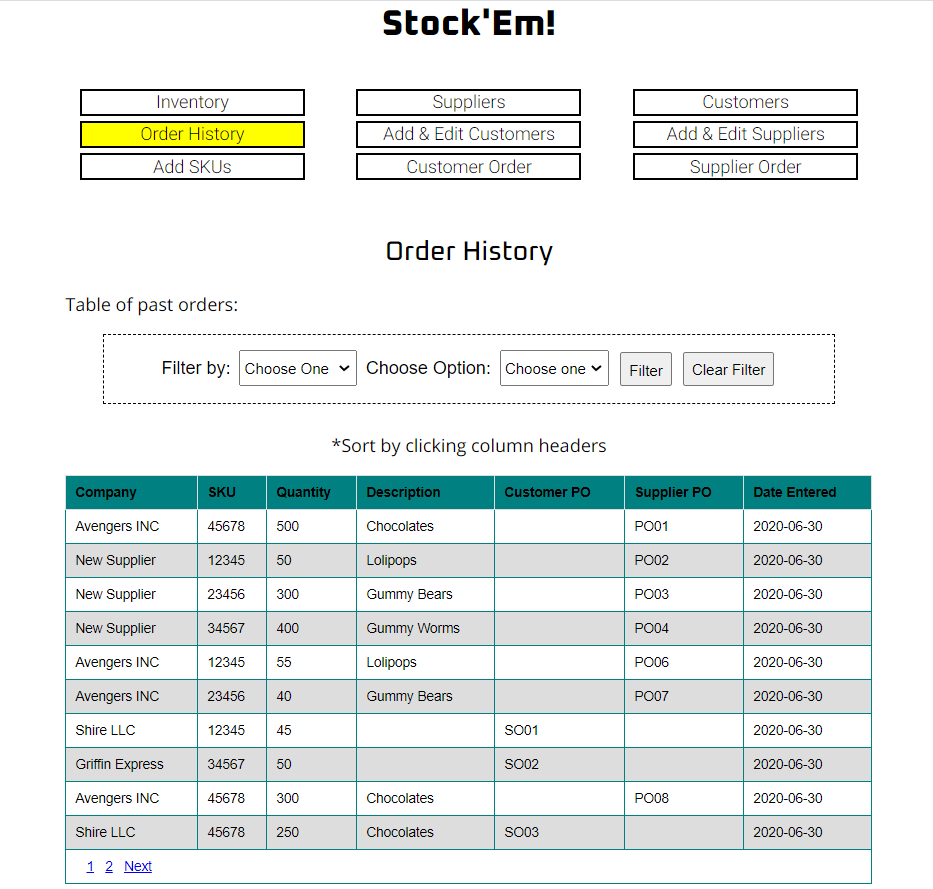 Stock'Em!
Inventory Suppliers Customers
Order History Add & Edit Customers Add & Edit Suppliers
Add SKUs Customer Order Supplier Order
Order History
Table of past orders:
Filter by: Choose One Choose Option: Choose one Filter Clear Filter
*Sort by clicking column headers
Company SKU Quantity Description Customer PO Supplier PO Date Entered
Avengers INC 45678 500 Chocolates PO01 2020-06-30
New Supplier 12345 50 Lolipops PO02 2020-06-30
New Supplier 23456 300 Gummy Bears PO03 2020-06-30
New Supplier 34567 400 Gummy Worms PO04 2020-06-30
Avengers INC 12345 55 Lolipops PO06 2020-06-30
Avengers INC 23456 40 Gummy Bears PO07 2020-06-30
Shire LLC 12345 45 SO01 2020-06-30
Griffin Express 34567 50 SO02 2020-06-30
Avengers INC 45678 300 Chocolates PO08 2020-06-30
Shire LLC 45678 250 Chocolates SO03 2020-06-30
1 2 Next